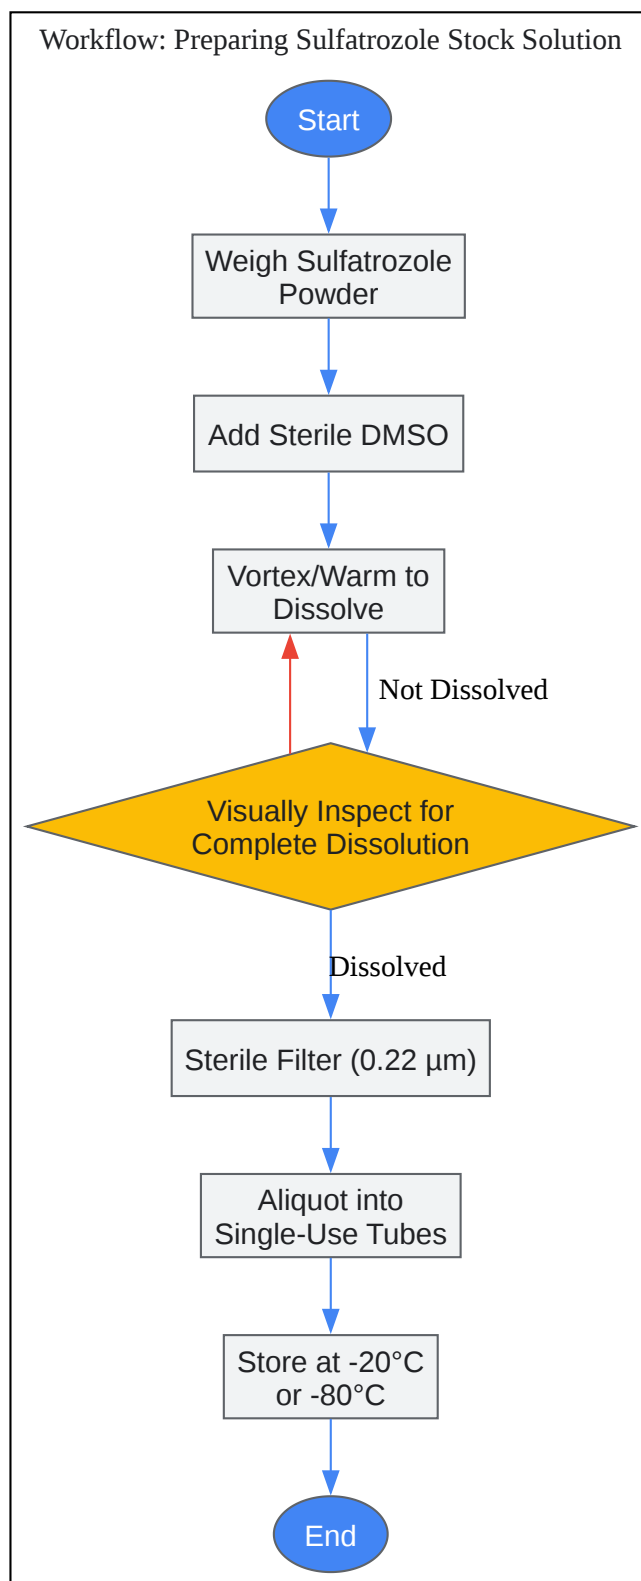 Workflow: Preparing Sulfatrozole Stock Solution
Start
Weigh Sulfatrozole
Powder
Add Sterile DMSO
Vortex/Warm to
Dissolve
Not Dissolved
Visually Inspect for
Complete Dissolution
Dissolved
Sterile Filter (0.22 µm)
Aliquot into
Single-Use Tubes
Store at -20°C
or -80°C
End